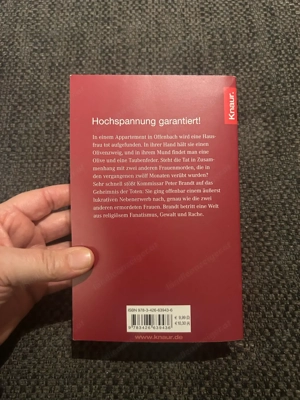 Knaur
Hochspannung garantiert!
In einem Appartement in Offenbach wird eine Haus-
frau tot aufgefunden. In ihrer Hand hält sie einen
Olivenzweig, und in ihrem Mund findet man eine
Olive und eine Taubenfeder. Steht die Tat in Zusam-
menhang mit zwei anderen Frauenmorden, die in
den vergangenen zwölf Monaten verübt wurden?
Sehr schnell stößt Kommissar Peter Brandt auf das
Geheimnis der Toten: Sie ging offenbar einem äußerst
lukrativen Nebenerwerb nach, genau wie die zwei
anderen ermordeten Frauen. Brandt betritt eine Welt
aus religiösem Fanatismus, Gewalt und Rache.
www.knaur.de